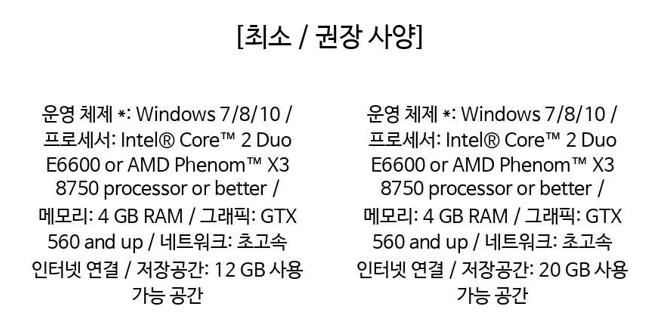 [최소 / 권장 사양]
운영 체제 *: Windows 7/8/10 /
프로세서: Intel® Core™ 2 Duo
E6600 or AMD Phenom™ X3
8750 processor or better /
메모리: 4 GB RAM / 그래픽: GTX
560 and up / 네트워크: 초고속
인터넷 연결 / 저장공간: 12 GB 사용
가능 공간
운영 체제 *: Windows 7/8/10 /
프로세서: Intel® Core™ 2 Duo
E6600 or AMD Phenom™ X3
8750 processor or better /
메모리: 4 GB RAM / 그래픽: GTX
560 and up / 네트워크: 초고속
인터넷 연결 / 저장공간: 20 GB 사용
가능 공간